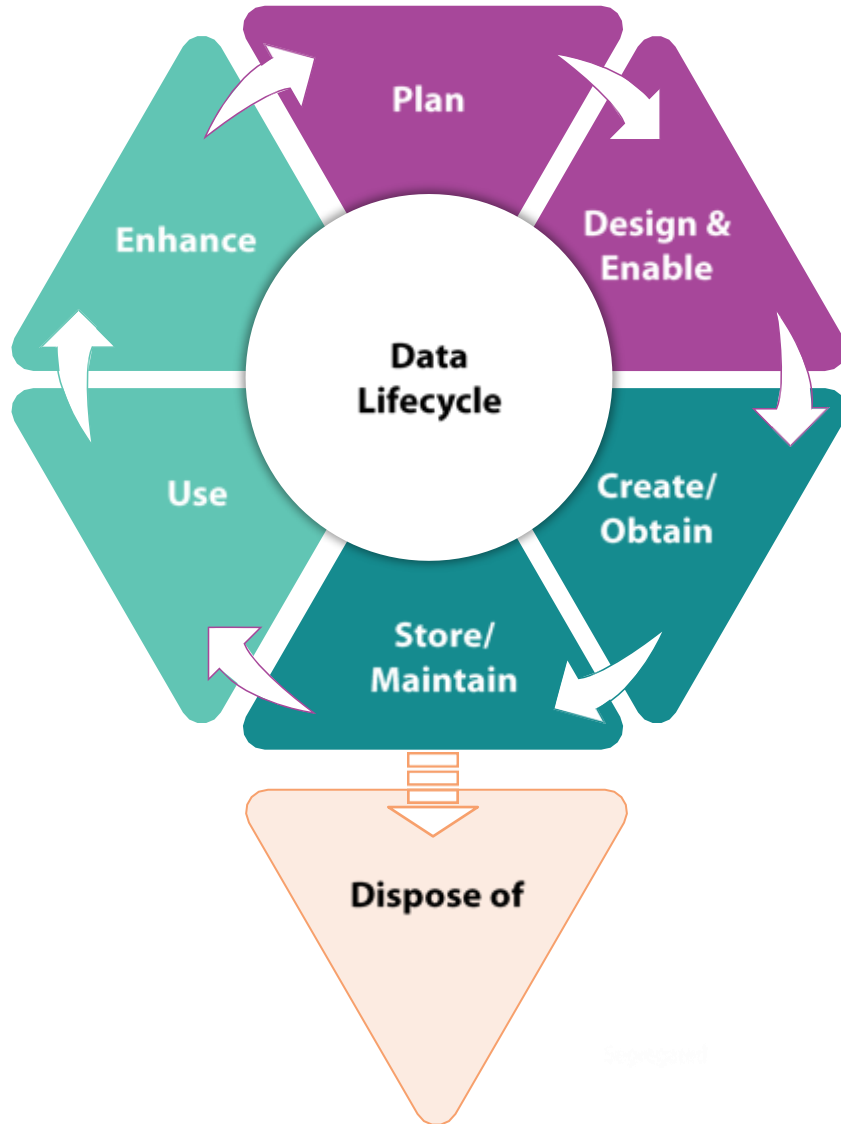 Plan
Design &
Enable
Create/
Obtain
Store/
Maintain
Use
Enhance
Data
Lifecycle
Dispose of